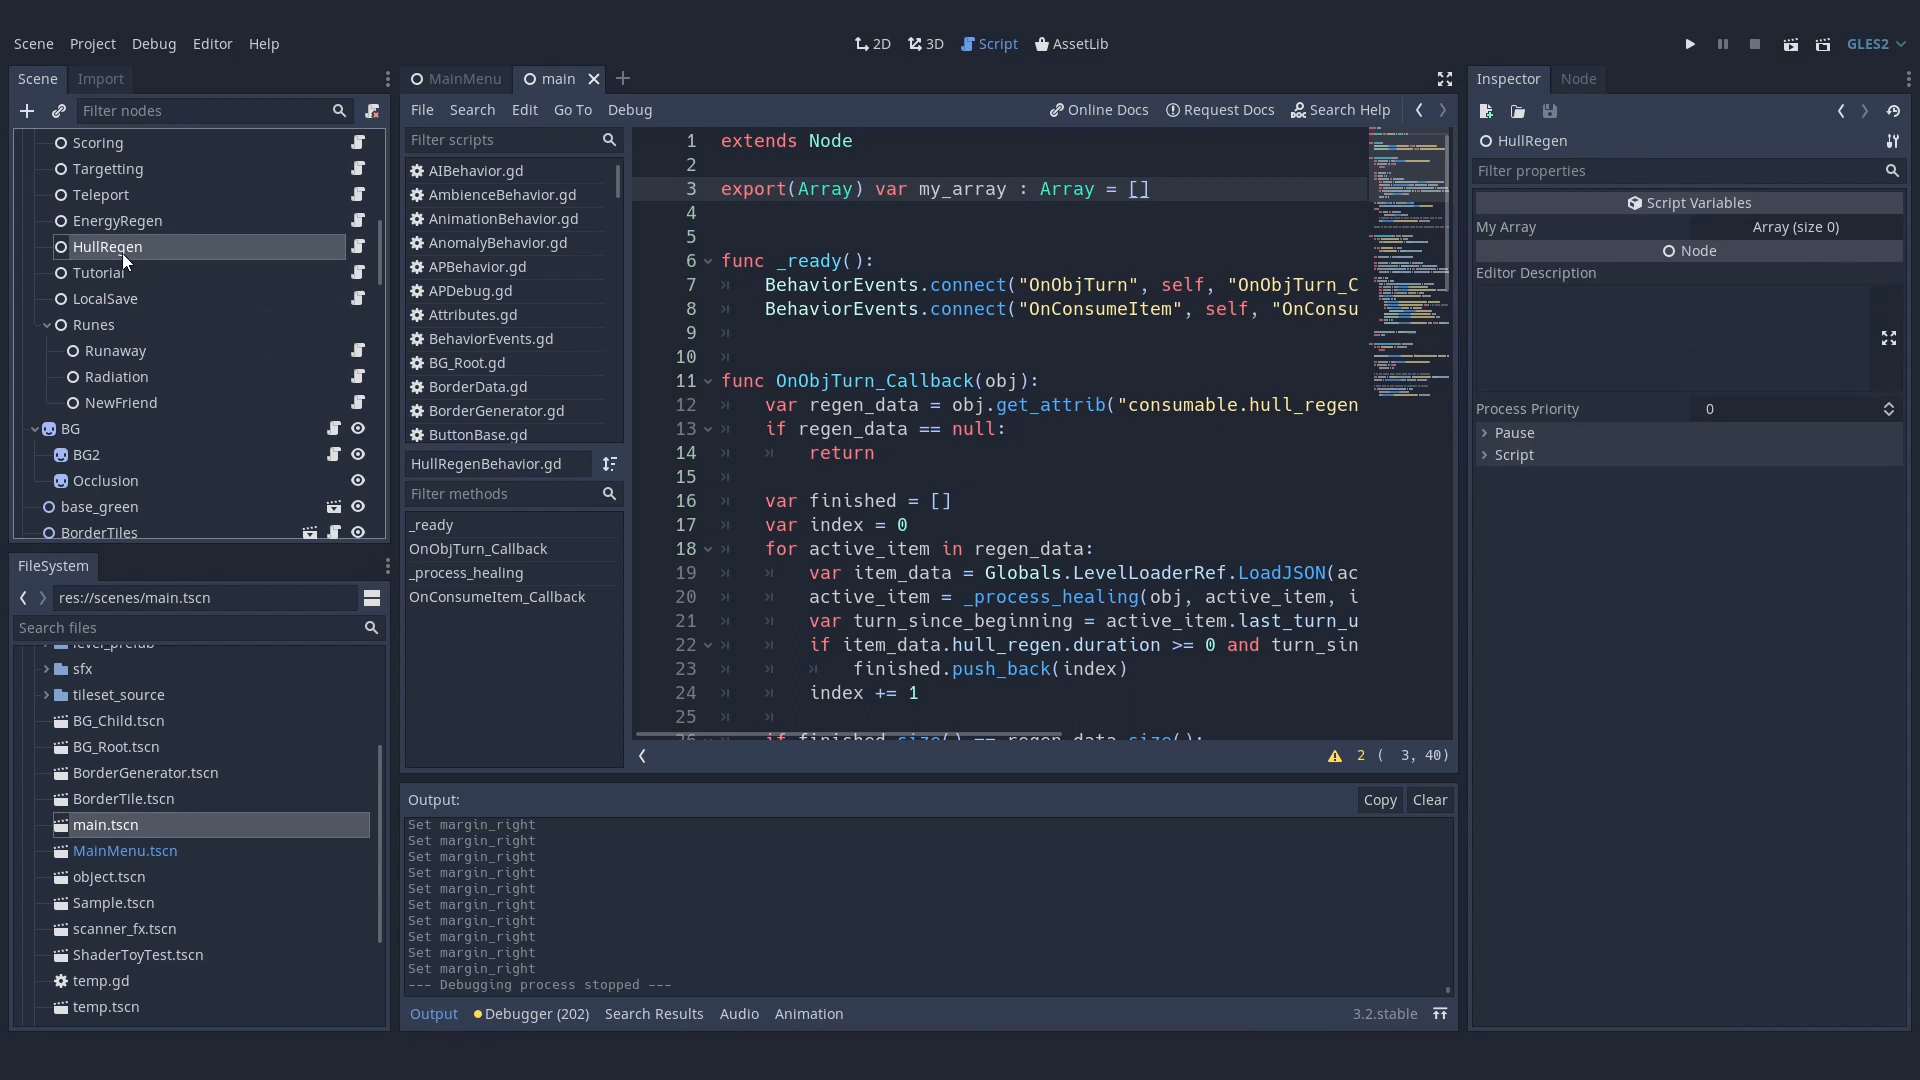 Scene Project Debug Editor Help
2D 3D Script AssetLib
GLES2
Scene Import
Filter nodes
Scoring
Targetting
Teleport
EnergyRegen
HullRegen
Tutorial
LocalSave
Runes
Runaway
Radiation
NewFriend
BG
BG2
Occlusion
base_green
BorderTiles
FileSystem
res://scenes/main.tscn
Search files
level_prefab
sfx
tileset_source
BG_Child.tscn
BG_Root.tscn
BorderGenerator.tscn
BorderTile.tscn
main.tscn
MainMenu.tscn
object.tscn
Sample.tscn
scanner_fx.tscn
ShaderToyTest.tscn
temp.gd
temp.tscn
MainMenu main
File Search Edit Go To Debug
Online Docs Request Docs Search Help
Filter scripts
AIBehavior.gd
AmbienceBehavior.gd
AnimationBehavior.gd
AnomalyBehavior.gd
APBehavior.gd
APDebug.gd
Attributes.gd
BehaviorEvents.gd
BG_Root.gd
BorderData.gd
BorderGenerator.gd
ButtonBase.gd
HullRegenBehavior.gd
Filter methods
_ready
OnObjTurn_Callback
_process_healing
OnConsumeItem_Callback
1 extends Node
2
3 export(Array) var my_array : Array = []
4
5
6 func _ready():
7 BehaviorEvents.connect("OnObjTurn", self, "OnObjTurn_C
8 BehaviorEvents.connect("OnConsumeItem", self, "OnConsu
9
10
11 func OnObjTurn_Callback(obj):
12 var regen_data = obj.get_attrib("consumable.hull_regen
13 if regen_data == null:
14 return
15
16 var finished = []
17 var index = 0
18 for active_item in regen_data:
19 var item_data = Globals.LevelLoaderRef.LoadJSON(ac
20 active_item = _process_healing(obj, active_item, i
21 var turn_since_beginning = active_item.last_turn_u
22 if item_data.hull_regen.duration >= 0 and turn_sin
23 finished.push_back(index)
24 index += 1
25
26 if finished.size() == regen_data.size():
2 ( 3, 40)
Output:
Copy Clear
Set margin_right
Set margin_right
Set margin_right
Set margin_right
Set margin_right
Set margin_right
Set margin_right
Set margin_right
Set margin_right
Set margin_right
--- Debugging process stopped ---
Output Debugger (202) Search Results Audio Animation
3.2.stable
Inspector Node
HullRegen
Filter properties
Script Variables
My Array Array (size 0)
Node
Editor Description
Process Priority 0
Pause
Script